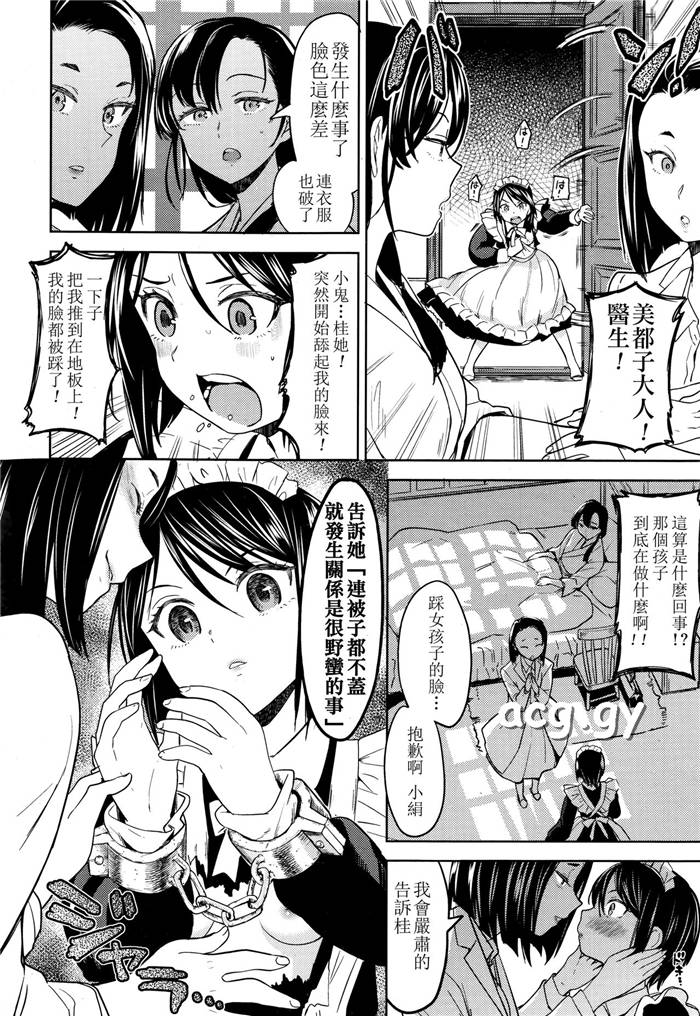 美都子大人！
醫生！
は！
は！
は！
發生什麼事了
臉色這麼差
連衣服
也破了
小鬼…桂她！
突然開始舔起我的臉來！
一下子
把我推到在地板上！
我的臉都被踩了！
這算是什麼回事！？
那個孩子
到底在做什麼啊！！
踩女孩子的臉…
抱歉啊 小絹
acg.gy
我會嚴肅的
告訴桂
告訴她「連被子都不蓋
就發生關係是很野蠻的事」
ジャラ…